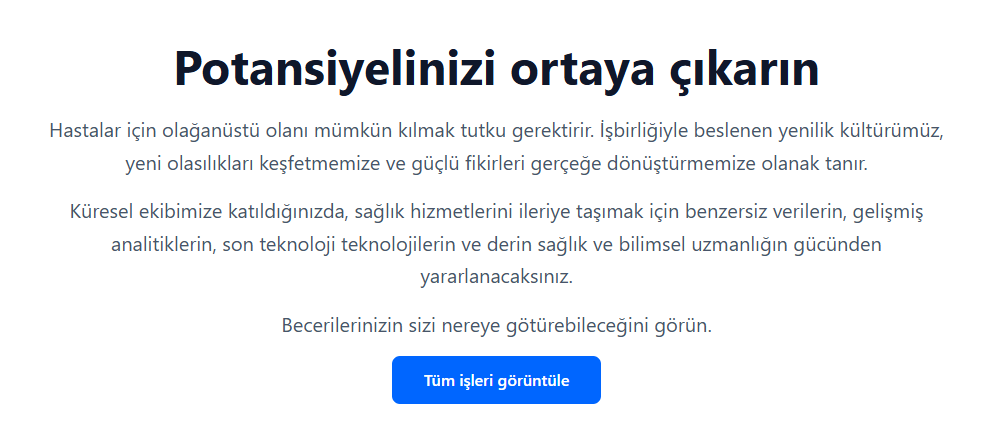 Potansiyelinizi ortaya çıkarın
Hastalar için olağanüstü olanı mümkün kılmak tutku gerektirir. İşbirliğiyle beslenen yenilik kültürümüz,
yeni olasılıkları keşfetmemize ve güçlü fikirleri gerçeğe dönüştürmemize olanak tanır.
Küresel ekibimize katıldığınızda, sağlık hizmetlerini ileriye taşımak için benzersiz verilerin, gelişmiş
analitiklerin, son teknoloji teknolojilerin ve derin sağlık ve bilimsel uzmanlığın gücünden
yararlanacaksınız.
Becerilerinizin sizi nereye götürebileceğini görün.
Tüm işleri görüntüle